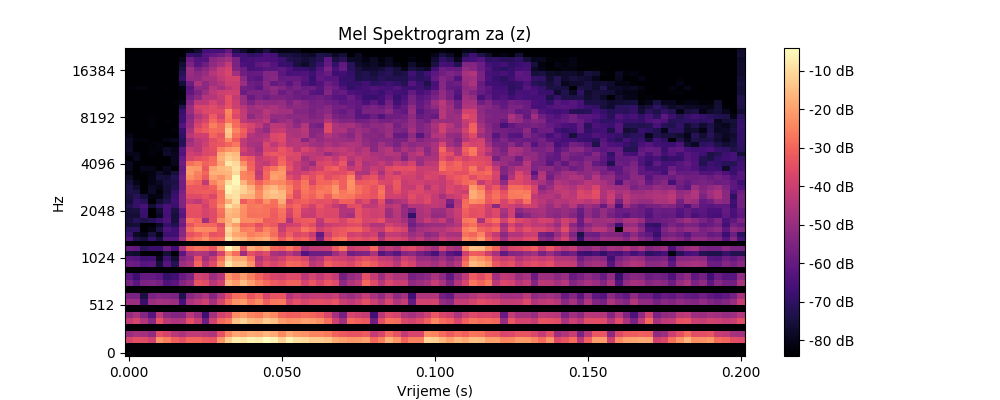 Mel Spektrogram za (z)
Hz
16384
8192
4096
2048
1024
512
0
0.000 0.050 0.100 0.150 0.200
Vrijeme (s)
-10 dB
-20 dB
-30 dB
-40 dB
-50 dB
-60 dB
-70 dB
-80 dB